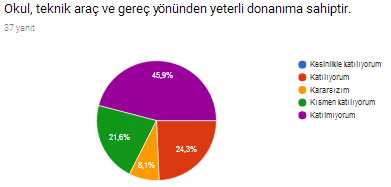 Okul, teknik araç ve gereç yönünden yeterli donanıma sahiptir.
37 yanıt
45,9%
21,6%
8,1%
24,3%
Kesinlikle katılıyorum
Katılıyorum
Kararsızım
Kısmen katılıyorum
Katılmıyorum